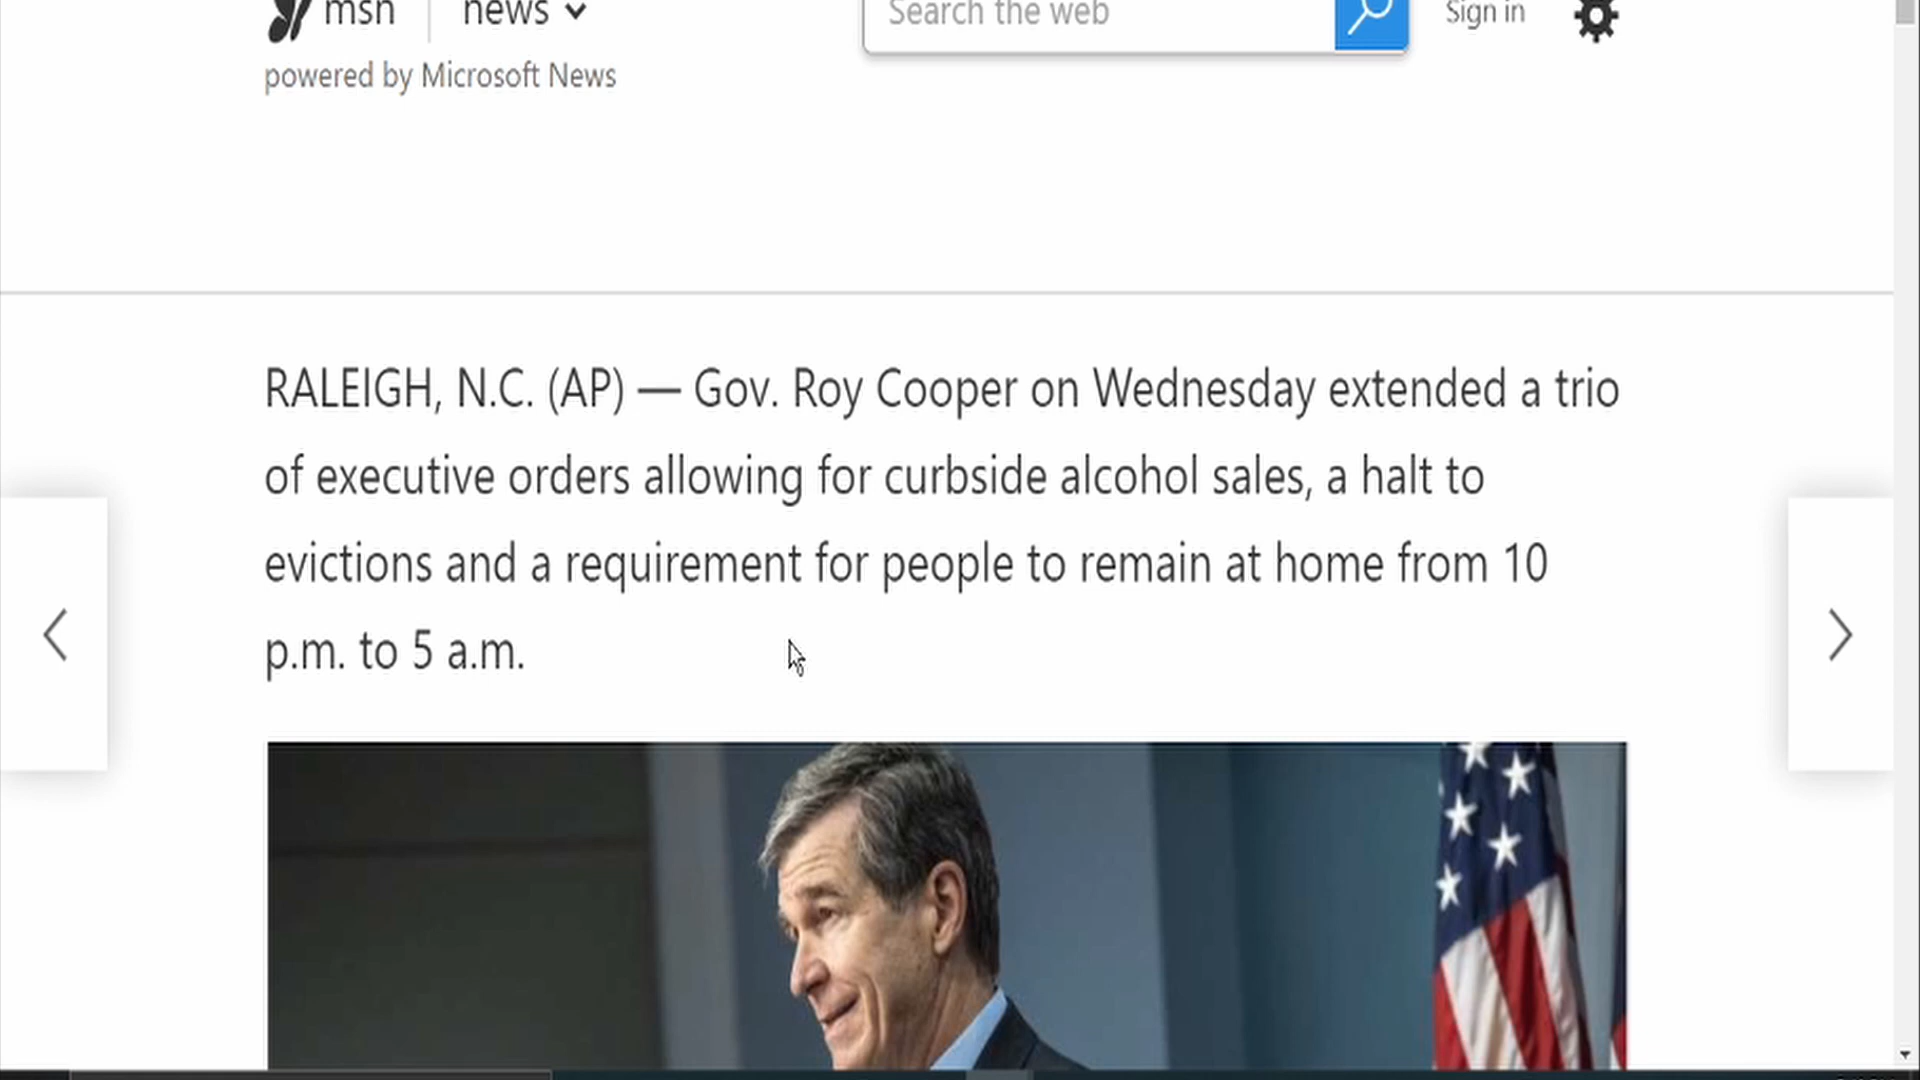 msn news
Search the web
Sign in
powered by Microsoft News
RALEIGH, N.C. (AP) — Gov. Roy Cooper on Wednesday extended a trio
of executive orders allowing for curbside alcohol sales, a halt to
evictions and a requirement for people to remain at home from 10
p.m. to 5 a.m.